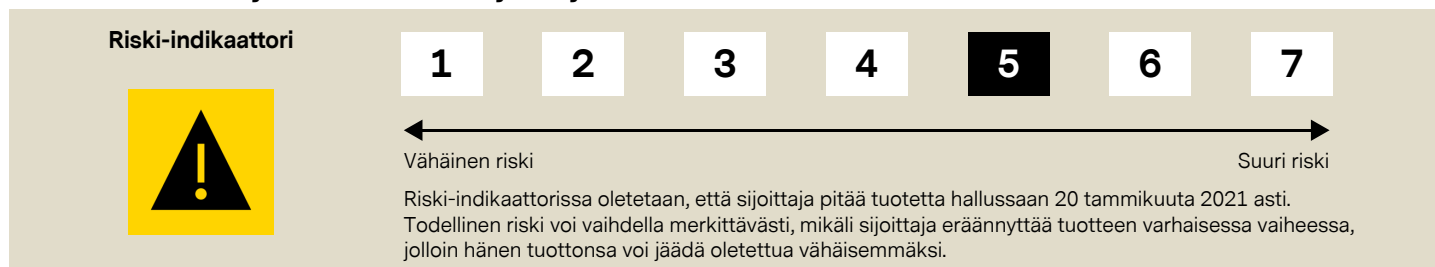 Riski-indikaattori
1 2 3 4 5 6 7
Vähäinen riski Suuri riski
Riski-indikaattorissa oletetaan, että sijoittaja pitää tuotetta hallussaan 20 tammikuuta 2021 asti.
Todellinen riski voi vaihdella merkittävästi, mikäli sijoittaja eräännyttää tuotteen varhaisessa vaiheessa,
jolloin hänen tuottonsa voi jäädä oletettua vähäisemmäksi.